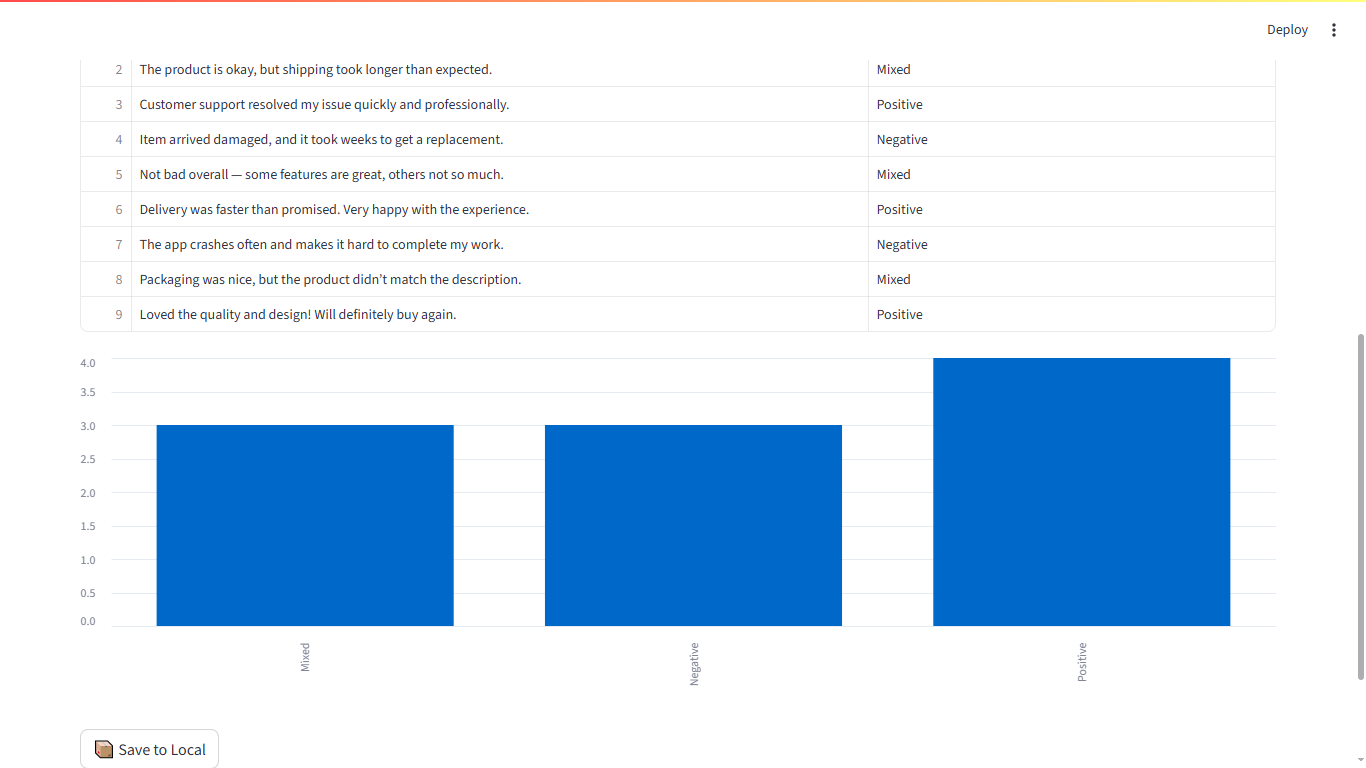 Deploy
2 The product is okay, but shipping took longer than expected. Mixed
3 Customer support resolved my issue quickly and professionally. Positive
4 Item arrived damaged, and it took weeks to get a replacement. Negative
5 Not bad overall — some features are great, others not so much. Mixed
6 Delivery was faster than promised. Very happy with the experience. Positive
7 The app crashes often and makes it hard to complete my work. Negative
8 Packaging was nice, but the product didn’t match the description. Mixed
9 Loved the quality and design! Will definitely buy again. Positive
4.0
3.5
3.0
2.5
2.0
1.5
1.0
0.5
0.0
Mixed Negative Positive
Save to Local